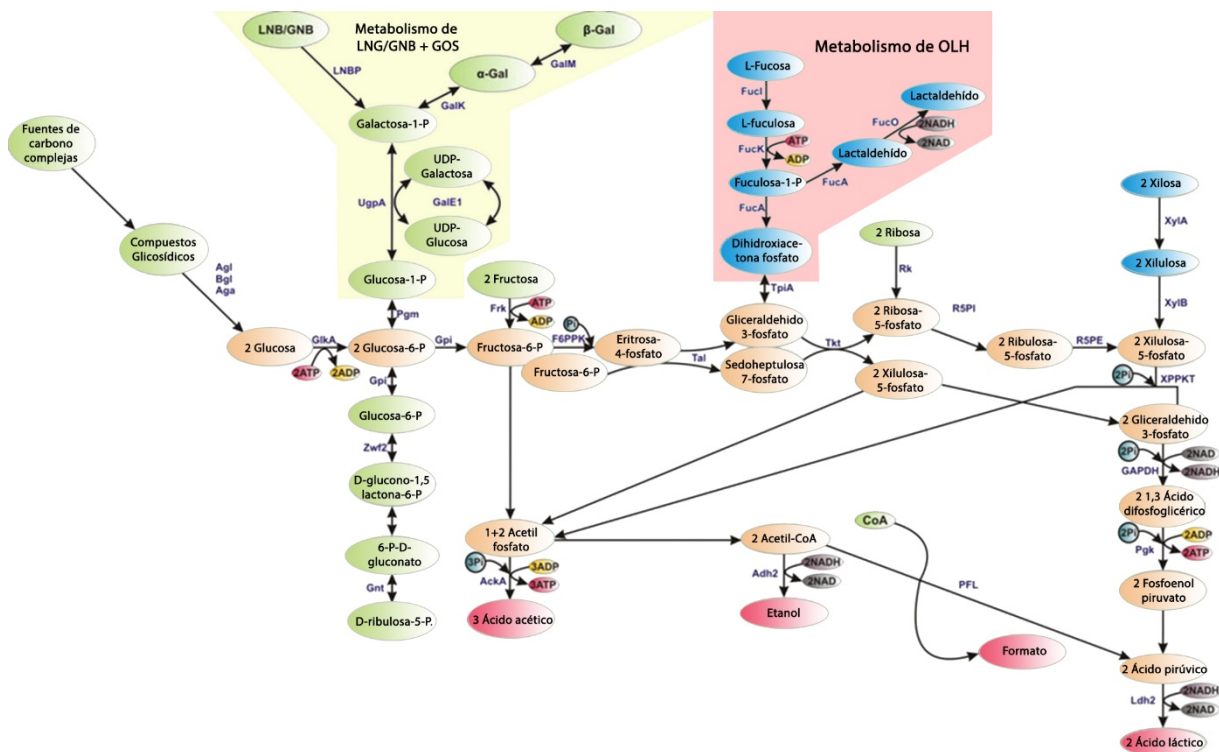 LNB/GNB
Metabolismo de
LNG/GNB + GOS
β-Gal
LNBP
GalM
α-Gal
GalK
Galactosa-1-P
Fuentes de
carbono
complejas
UDP-
Galactosa
UgpA
GalE1
UDP-
Glucosa
Compuestos
Glicosídicos
Agl
Bgl
Aga
Glucosa-1-P
Pgm
Metabolismo de OLH
L-Fucosa
FucI
L-fuculosa
FucK
ATP
ADP
Fuculosa-1-P
FucA
Lactaldehído
FucO
2NADH
2NAD
Lactaldehído
FucA
Dihidroxiace-
tona fosfato
TpiA
2 Xilosa
XylA
2 Xilulosa
XylB
2 Ribosa
Rk
2 Fructosa
Frk
ATP
ADP
2 Glucosa
GlkA
2ATP
2ADP
2 Glucosa-6-P
Gpi
Fructosa-6-P
Pi
F6PPK
Fructosa-6-P
Eritrosa-
4-fosfato
Tal
Gliceraldehido
3-fosfato
Sedoheptulosa
7-fosfato
Tkt
2 Ribosa-
5-fosfato
R5PI
2 Xilulosa-
5-fosfato
2 Ribulosa-
5-fosfato
R5PE
2 Xilulosa-
5-fosfato
2Pi
XPPKT
Gpi
Glucosa-6-P
Zwf2
D-glucono-1,5
lactona-6-P
6-P-D-
gluconato
Gnt
D-ribulosa-5-P.
2 Gliceraldehido
3-fosfato
2Pi
2NAD
2NADH
GAPDH
2 1,3 Ácido
difosfoglicérico
2Pi
2ADP
2ATP
Pgk
2 Fosfoenol
piruvato
1+2 Acetil
fosfato
3Pi
3ADP
3ATP
AckA
3 Ácido acético
2 Acetil-CoA
2NADH
2NAD
Adh2
Etanol
CoA
PFL
Formato
2 Ácido pirúvico
2NADH
2NAD
Ldh2
2 Ácido láctico